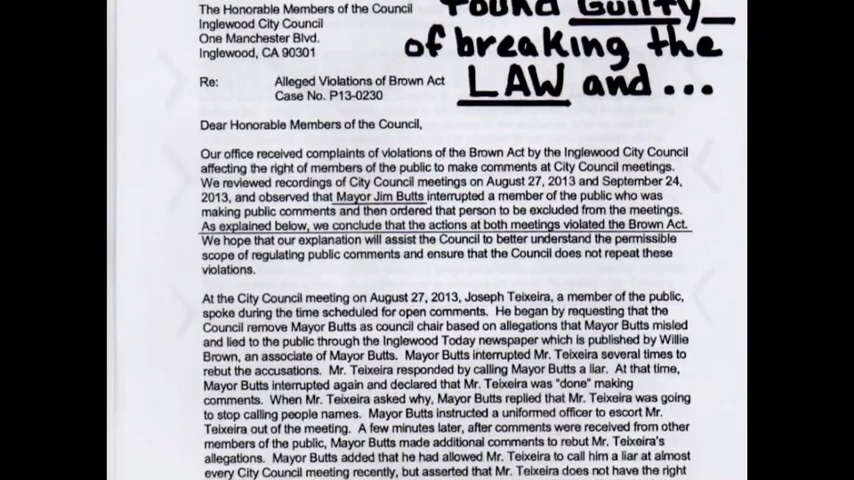 The Honorable Members of the Council
Inglewood City Council
One Manchester Blvd.
Inglewood, CA 90301
Found Guilty
of breaking the
LAW and ...
Re: Alleged Violations of Brown Act
Case No. P13-0230
Dear Honorable Members of the Council,
Our office received complaints of violations of the Brown Act by the Inglewood City Council
affecting the right of members of the public to make comments at City Council meetings.
We reviewed recordings of City Council meetings on August 27, 2013 and September 24,
2013, and observed that Mayor Jim Butts interrupted a member of the public who was
making public comments and then ordered that person to be excluded from the meetings.
As explained below, we conclude that the actions at both meetings violated the Brown Act.
We hope that our explanation will assist the Council to better understand the permissible
scope of regulating public comments and ensure that the Council does not repeat these
violations.
At the City Council meeting on August 27, 2013, Joseph Teixeira, a member of the public,
spoke during the time scheduled for open comments. He began by requesting that the
Council remove Mayor Butts as council chair based on allegations that Mayor Butts misled
and lied to the public through the Inglewood Today newspaper which is published by Willie
Brown, an associate of Mayor Butts. Mayor Butts interrupted Mr. Teixeira several times to
rebut the accusations. Mr. Teixeira responded by calling Mayor Butts a liar. At that time,
Mayor Butts interrupted again and declared that Mr. Teixeira was "done" making
comments. When Mr. Teixeira asked why, Mayor Butts replied that Mr. Teixeira was going
to stop calling people names. Mayor Butts instructed a uniformed officer to escort Mr.
Teixeira out of the meeting. A few minutes later, after comments were received from other
members of the public, Mayor Butts made additional comments to rebut Mr. Teixeira's
allegations. Mayor Butts added that he had allowed Mr. Teixeira to call him a liar at almost
every City Council meeting recently, but asserted that Mr. Teixeira does not have the right